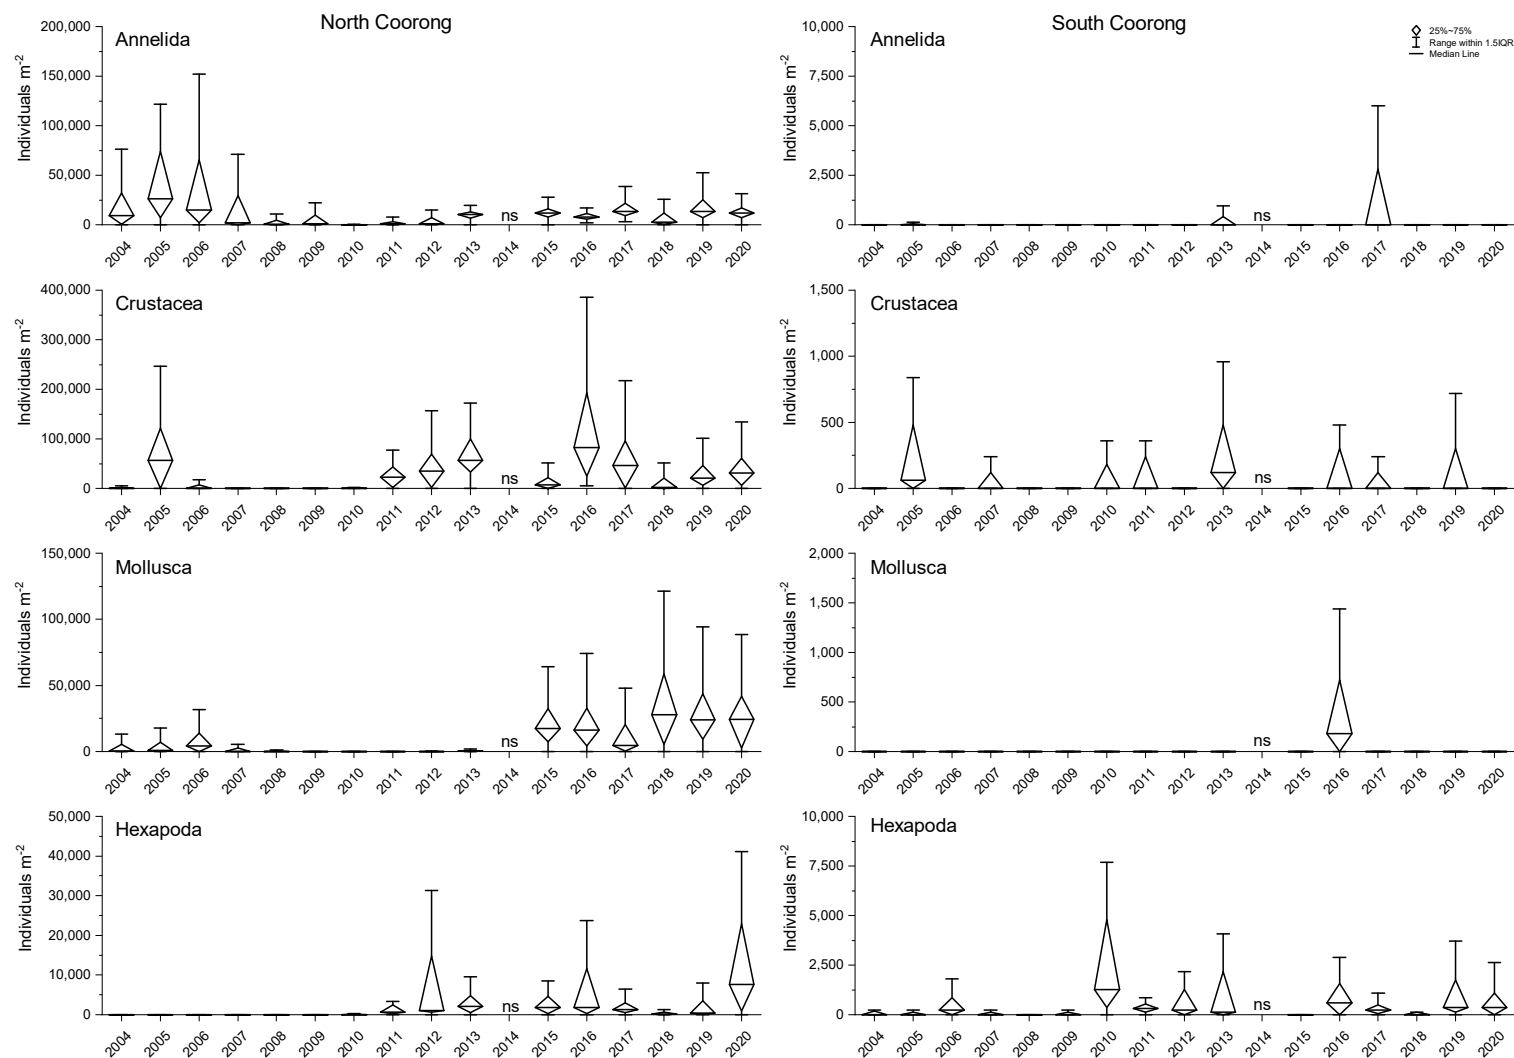 North Coorong
South Coorong
200,000
150,000
100,000
50,000
0
Individuals m-2
Annelida
ns
2004 2005 2006 2007 2008 2009 2010 2011 2012 2013 2014 2015 2016 2017 2018 2019 2020
10,000
7,500
5,000
2,500
0
Individuals m-2
Annelida
25%~75%
Range within 1.5IQR
Median Line
ns
2004 2005 2006 2007 2008 2009 2010 2011 2012 2013 2014 2015 2016 2017 2018 2019 2020
400,000
300,000
200,000
100,000
0
Individuals m-2
Crustacea
ns
2004 2005 2006 2007 2008 2009 2010 2011 2012 2013 2014 2015 2016 2017 2018 2019 2020
1,500
1,000
500
0
Individuals m-2
Crustacea
ns
2004 2005 2006 2007 2008 2009 2010 2011 2012 2013 2014 2015 2016 2017 2018 2019 2020
150,000
100,000
50,000
0
Individuals m-2
Mollusca
ns
2004 2005 2006 2007 2008 2009 2010 2011 2012 2013 2014 2015 2016 2017 2018 2019 2020
2,000
1,500
1,000
500
0
Individuals m-2
Mollusca
ns
2004 2005 2006 2007 2008 2009 2010 2011 2012 2013 2014 2015 2016 2017 2018 2019 2020
50,000
40,000
30,000
20,000
10,000
0
Individuals m-2
Hexapoda
ns
2004 2005 2006 2007 2008 2009 2010 2011 2012 2013 2014 2015 2016 2017 2018 2019 2020
10,000
7,500
5,000
2,500
0
Individuals m-2
Hexapoda
ns
2004 2005 2006 2007 2008 2009 2010 2011 2012 2013 2014 2015 2016 2017 2018 2019 2020